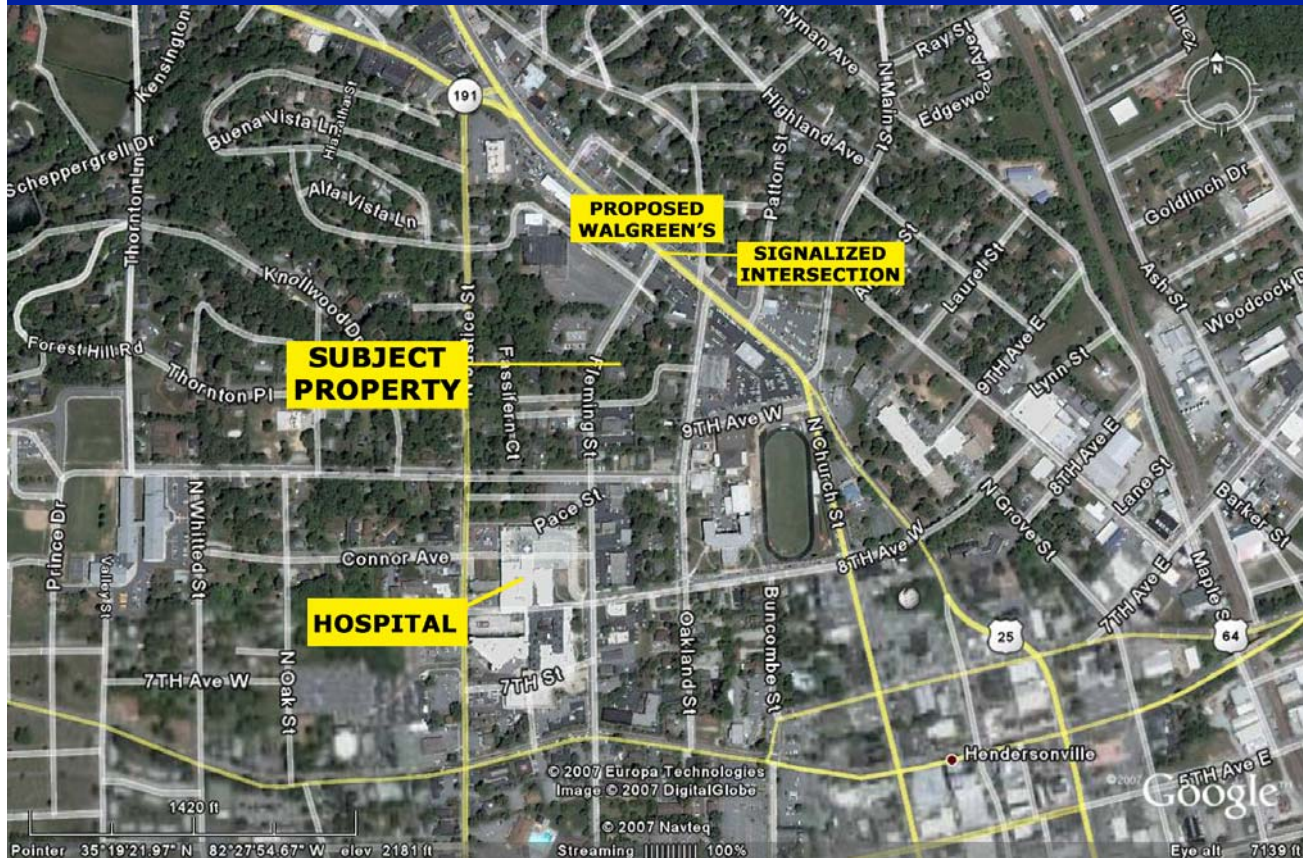 Kensington
Hyman Ave
Ray St
Edgewood Ave
N Main St
N
191
Buena Vista Ln
Hiawatha St
Highland Ave
Scheppergrell Dr
Thornton Ln
Alta Vista Ln
Patton St
Goldfinch Dr
PROPOSED
WALGREEN'S
SIGNALIZED
INTERSECTION
Laurel St
Ash St
Knollwood Dr
Woodcock D
Forest Hill Rd
SUBJECT
PROPERTY
Fassifern Ct
Fleming St
9TH Ave E
Lynn St
Thornton Pl
9TH Ave W
N Church St
8TH Ave E
Lane St
N Grove St
Barker St
Prince Dr
N Whitted St
Pace St
Connor Ave
8TH Ave W
Valley St
HOSPITAL
Oakland St
Buncombe St
7TH Ave E
Maple S
25
64
N Oak St
7TH Ave W
7TH St
Hendersonville
© 2007 Europa Technologies
Image © 2007 DigitalGlobe
© 2007
Google™
5TH Ave E
1420 ft
© 2007 Navteq
Pointer 35°19'21.97" N 82°27'54.67" W elev 2181 ft
Streaming 100%
Eye alt 7139 ft